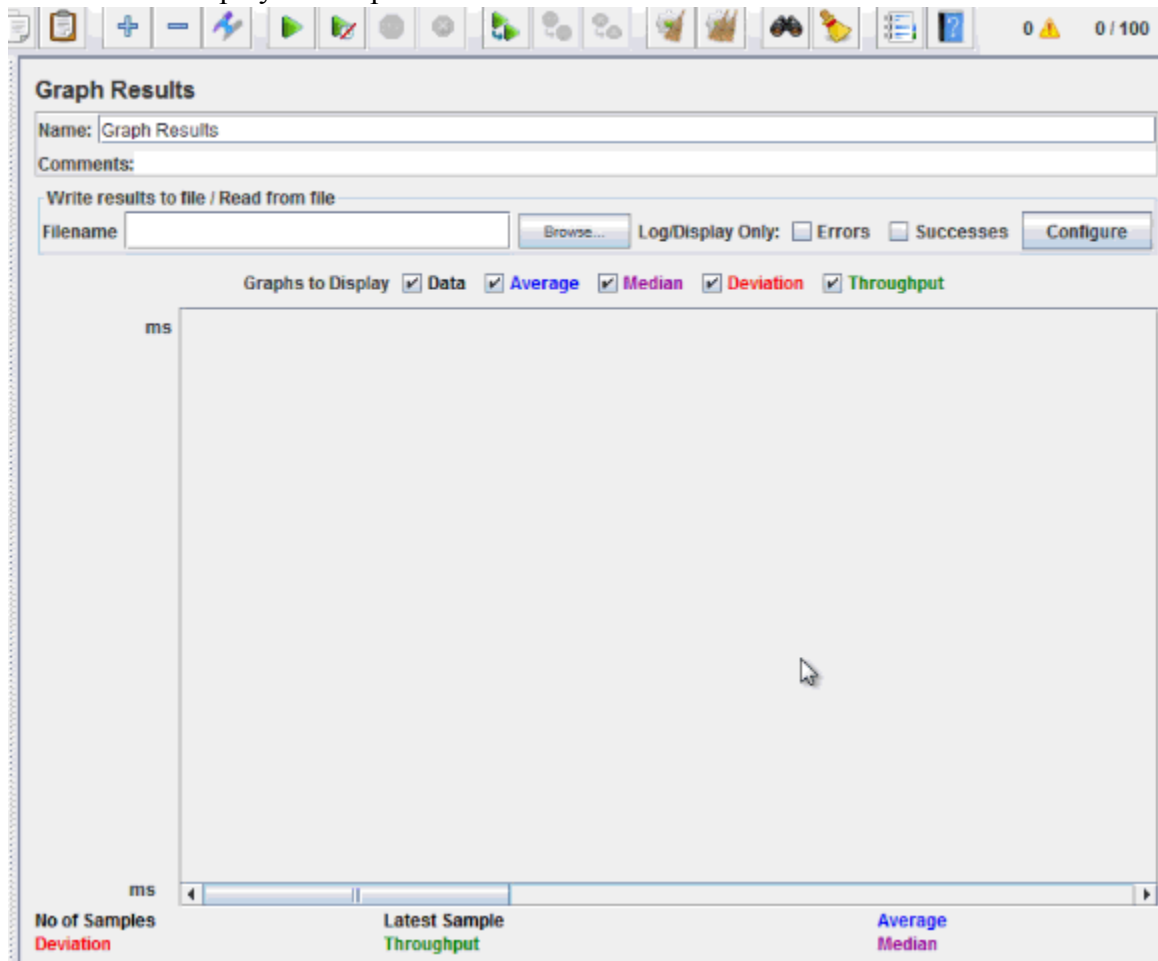 0 0 / 100
Graph Results
Name: Graph Results
Comments:
Write results to file / Read from file
Filename Browse... Log/Display Only: Errors Successes Configure
Graphs to Display Data Average Median Deviation Throughput
ms
ms
No of Samples Latest Sample Average
Deviation Throughput Median